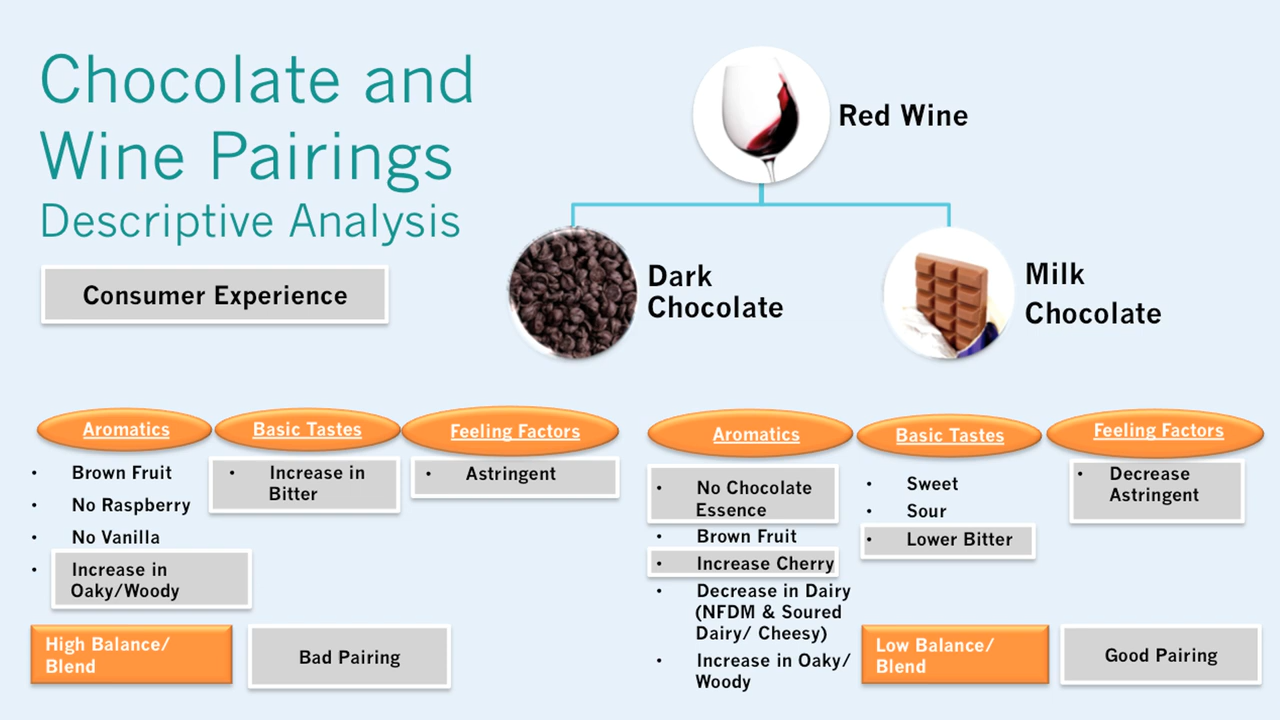 Chocolate and
Wine Pairings
Descriptive Analysis
Consumer Experience
Red Wine
Dark
Chocolate
Milk
Chocolate
Aromatics
• Brown Fruit
• No Raspberry
• No Vanilla
• Increase in
Oaky/Woody
Basic Tastes
• Increase in
Bitter
Feeling Factors
• Astringent
High Balance/
Blend
Bad Pairing
Aromatics
• No Chocolate
Essence
• Brown Fruit
• Increase Cherry
• Decrease in Dairy
(NFDM & Soured
Dairy/ Cheesy)
• Increase in Oaky/
Woody
Basic Tastes
• Sweet
• Sour
• Lower Bitter
Feeling Factors
• Decrease
Astringent
Low Balance/
Blend
Good Pairing